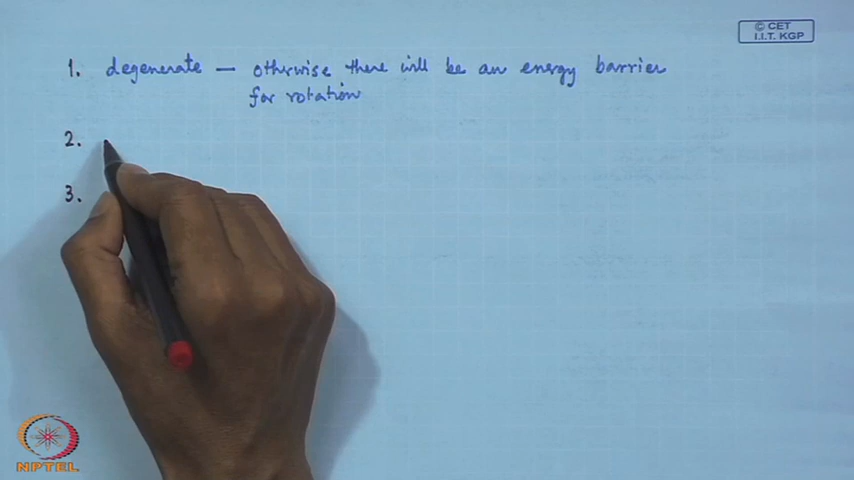 © CET
I.I.T. KGP
1. degenerate — otherwise there will be an energy barrier
for rotation
2.
3.
NPTEL